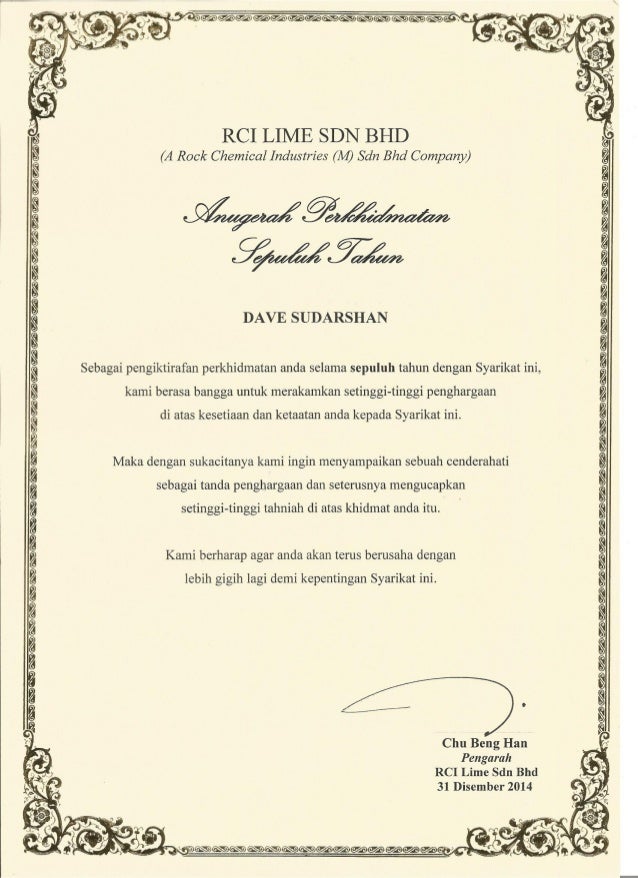 RCI LIME SDN BHD
(A Rock Chemical Industries (M) Sdn Bhd Company)
Anugerah Perkhidmatan
Sepuluh Tahun
DAVE SUDARSHAN
Sebagai pengiktirafan perkhidmatan anda selama sepuluh tahun dengan Syarikat ini,
kami berasa bangga untuk merakamkan setinggi-tinggi penghargaan
di atas kesetiaan dan ketaatan anda kepada Syarikat ini.
Maka dengan sukacitanya kami ingin menyampaikan sebuah cenderahati
sebagai tanda penghargaan dan seterusnya mengucapkan
setinggi-tinggi tahniah di atas khidmat anda itu.
Kami berharap agar anda akan terus berusaha dengan
lebih gigih lagi demi kepentingan Syarikat ini.
Chu Beng Han
Pengarah
RCI Lime Sdn Bhd
31 Disember 2014